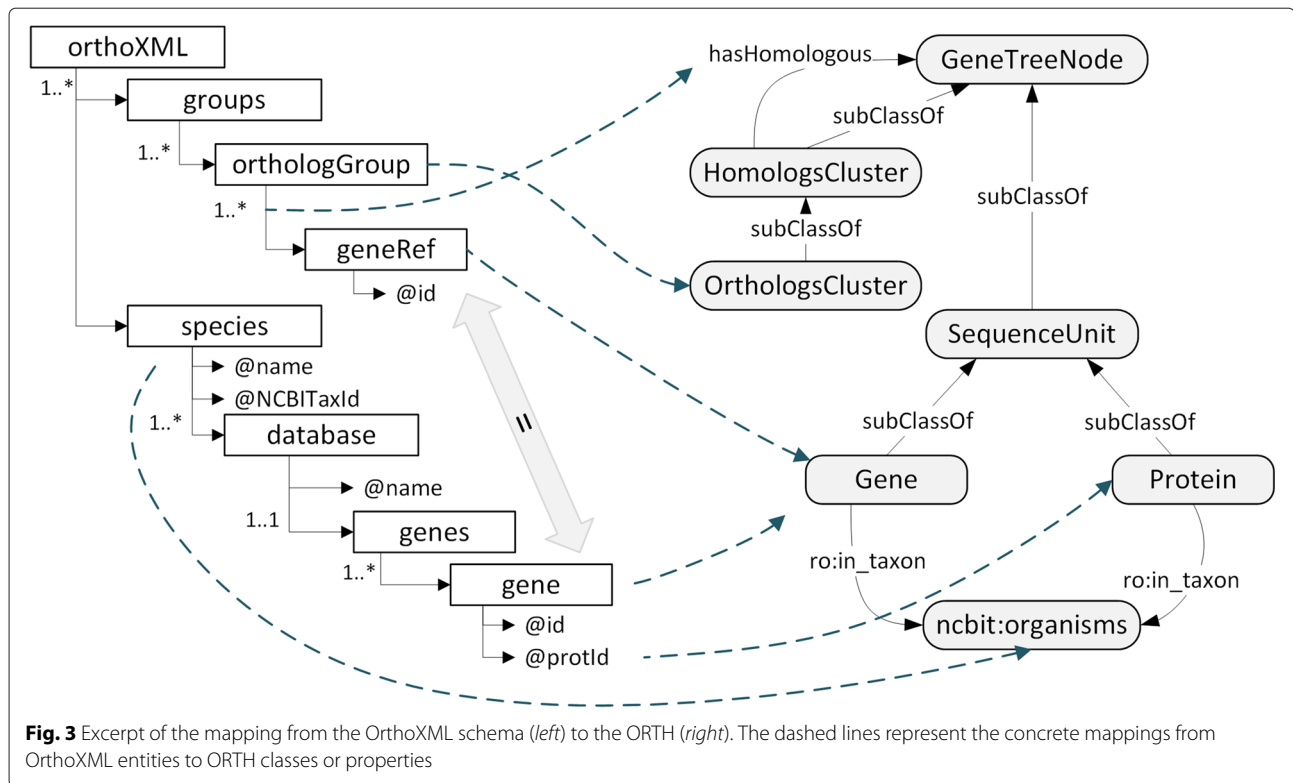 orthoXML
1..*
groups
1..*
orthologGroup
1..*
geneRef
@id
species
@name
@NCBITaxId
1..*
database
@name
1..1
genes
1..*
gene
@id
@protId
=
hasHomologous
GeneTreeNode
subClassOf
HomologsCluster
subClassOf
subClassOf
OrthologsCluster
SequenceUnit
subClassOf
subClassOf
Gene
Protein
ro:in_taxon
ro:in_taxon
ncbit:organisms
Fig. 3 Excerpt of the mapping from the OrthoXML schema (left) to the ORTH (right). The dashed lines represent the concrete mappings from
OrthoXML entities to ORTH classes or properties